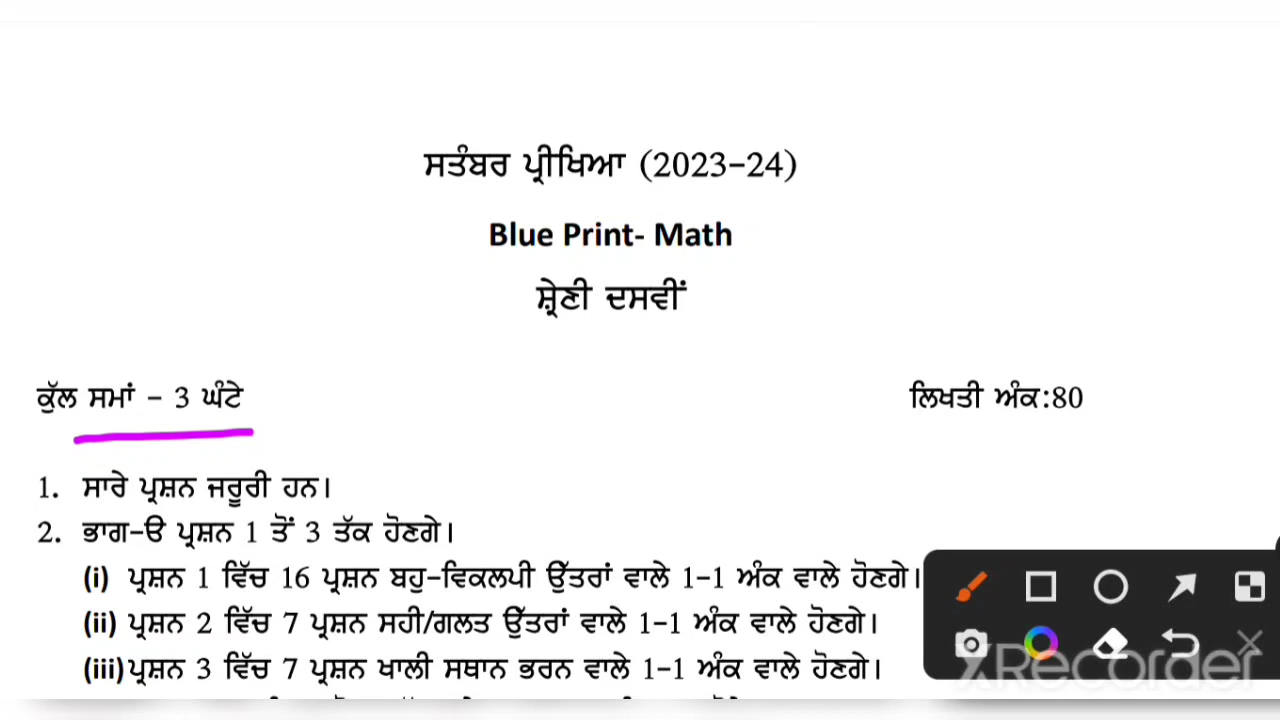 ਸਤੰਬਰ ਪ੍ਰੀਖਿਆ (2023-24)
Blue Print- Math
ਸ਼੍ਰੇਣੀ ਦਸਵੀਂ
ਕੁੱਲ ਸਮਾਂ - 3 ਘੰਟੇ
ਲਿਖਤੀ ਅੰਕ:80
1. ਸਾਰੇ ਪ੍ਰਸ਼ਨ ਜਰੂਰੀ ਹਨ।
2. ਭਾਗ-ੳ ਪ੍ਰਸ਼ਨ 1 ਤੋਂ 3 ਤੱਕ ਹੋਣਗੇ।
(i) ਪ੍ਰਸ਼ਨ 1 ਵਿੱਚ 16 ਪ੍ਰਸ਼ਨ ਬਹੁ-ਵਿਕਲਪੀ ਉੱਤਰਾਂ ਵਾਲੇ 1-1 ਅੰਕ ਵਾਲੇ ਹੋਣਗੇ।
(ii) ਪ੍ਰਸ਼ਨ 2 ਵਿੱਚ 7 ਪ੍ਰਸ਼ਨ ਸਹੀ/ਗਲਤ ਉੱਤਰਾਂ ਵਾਲੇ 1-1 ਅੰਕ ਵਾਲੇ ਹੋਣਗੇ।
(iii)ਪ੍ਰਸ਼ਨ 3 ਵਿੱਚ 7 ਪ੍ਰਸ਼ਨ ਖਾਲੀ ਸਥਾਨ ਭਰਨ ਵਾਲੇ 1-1 ਅੰਕ ਵਾਲੇ ਹੋਣਗੇ।
XRecorder